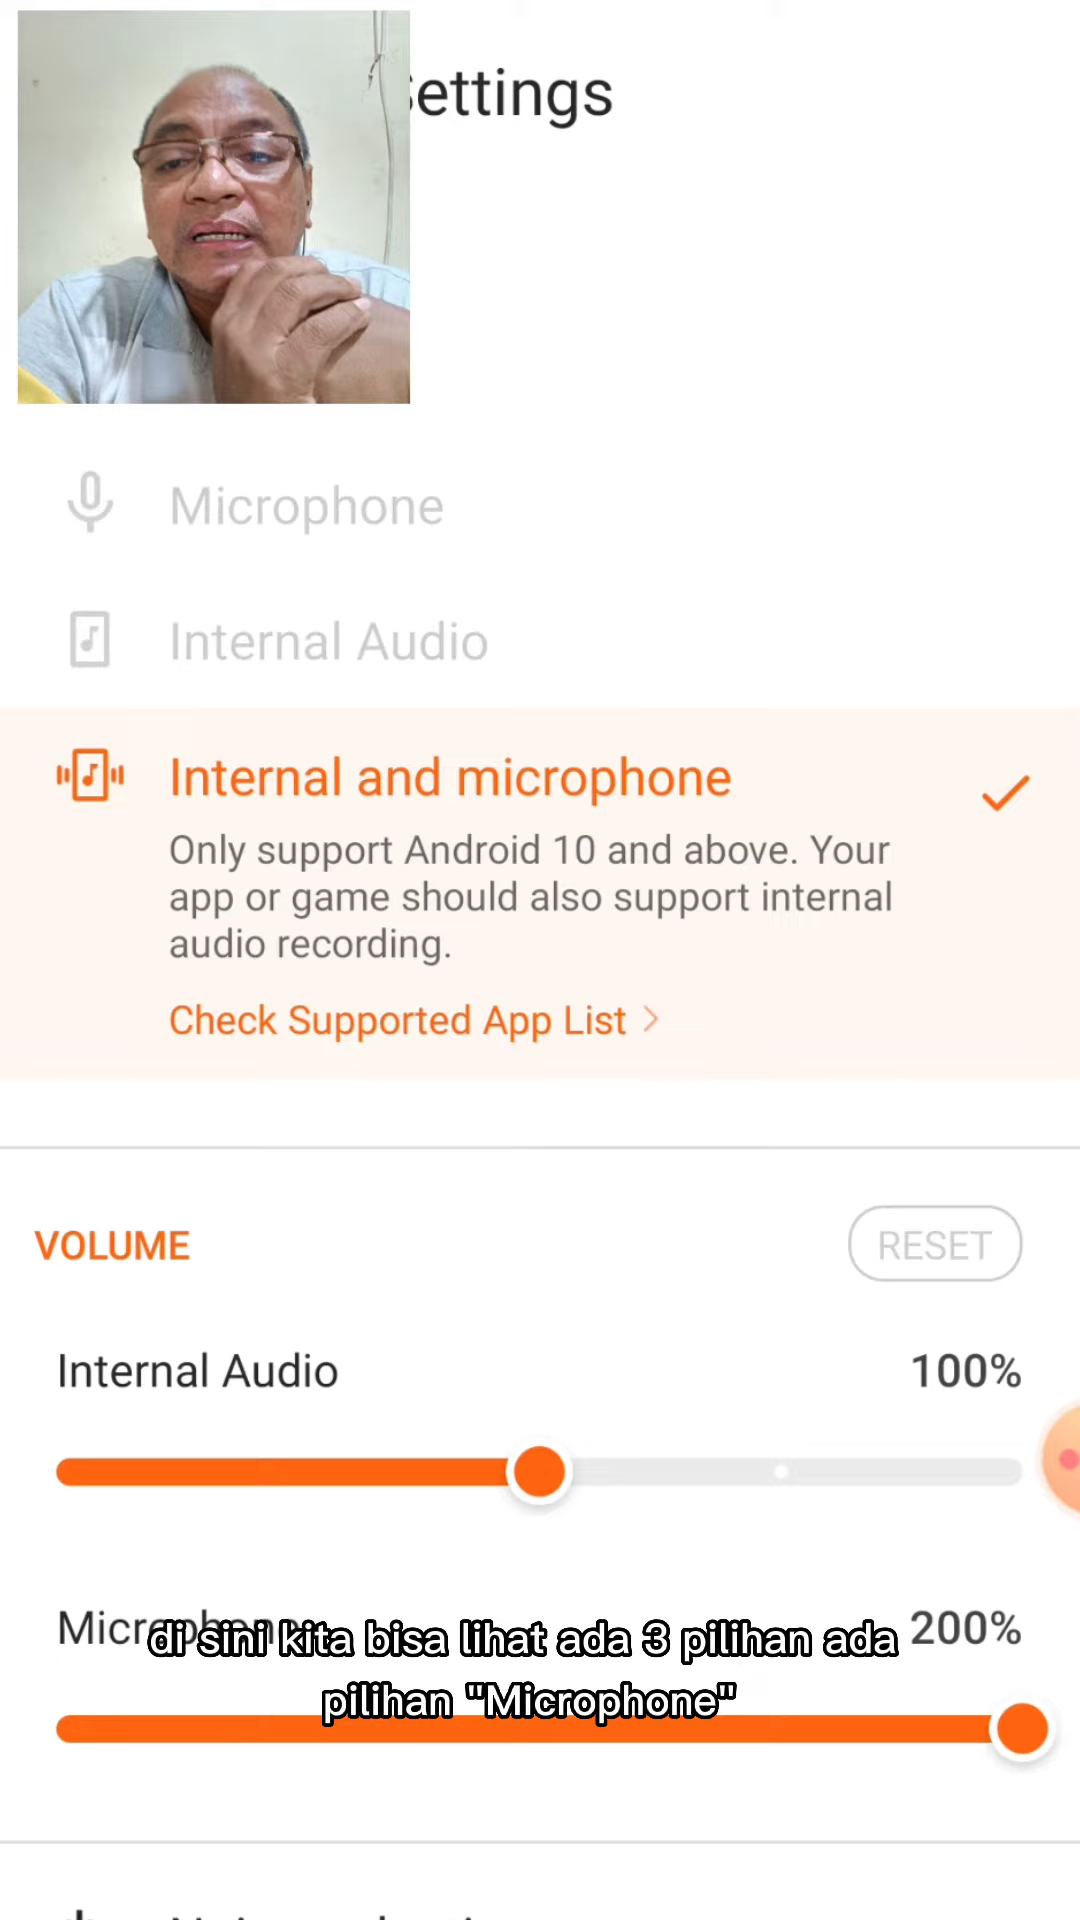 Settings
Microphone
Internal Audio
Internal and microphone
Only support Android 10 and above. Your
app or game should also support internal
audio recording.
Check Supported App List >
VOLUME
RESET
Internal Audio
100%
Microphone
200%
di sini kita bisa lihat ada 3 pilihan ada
pilihan "Microphone"